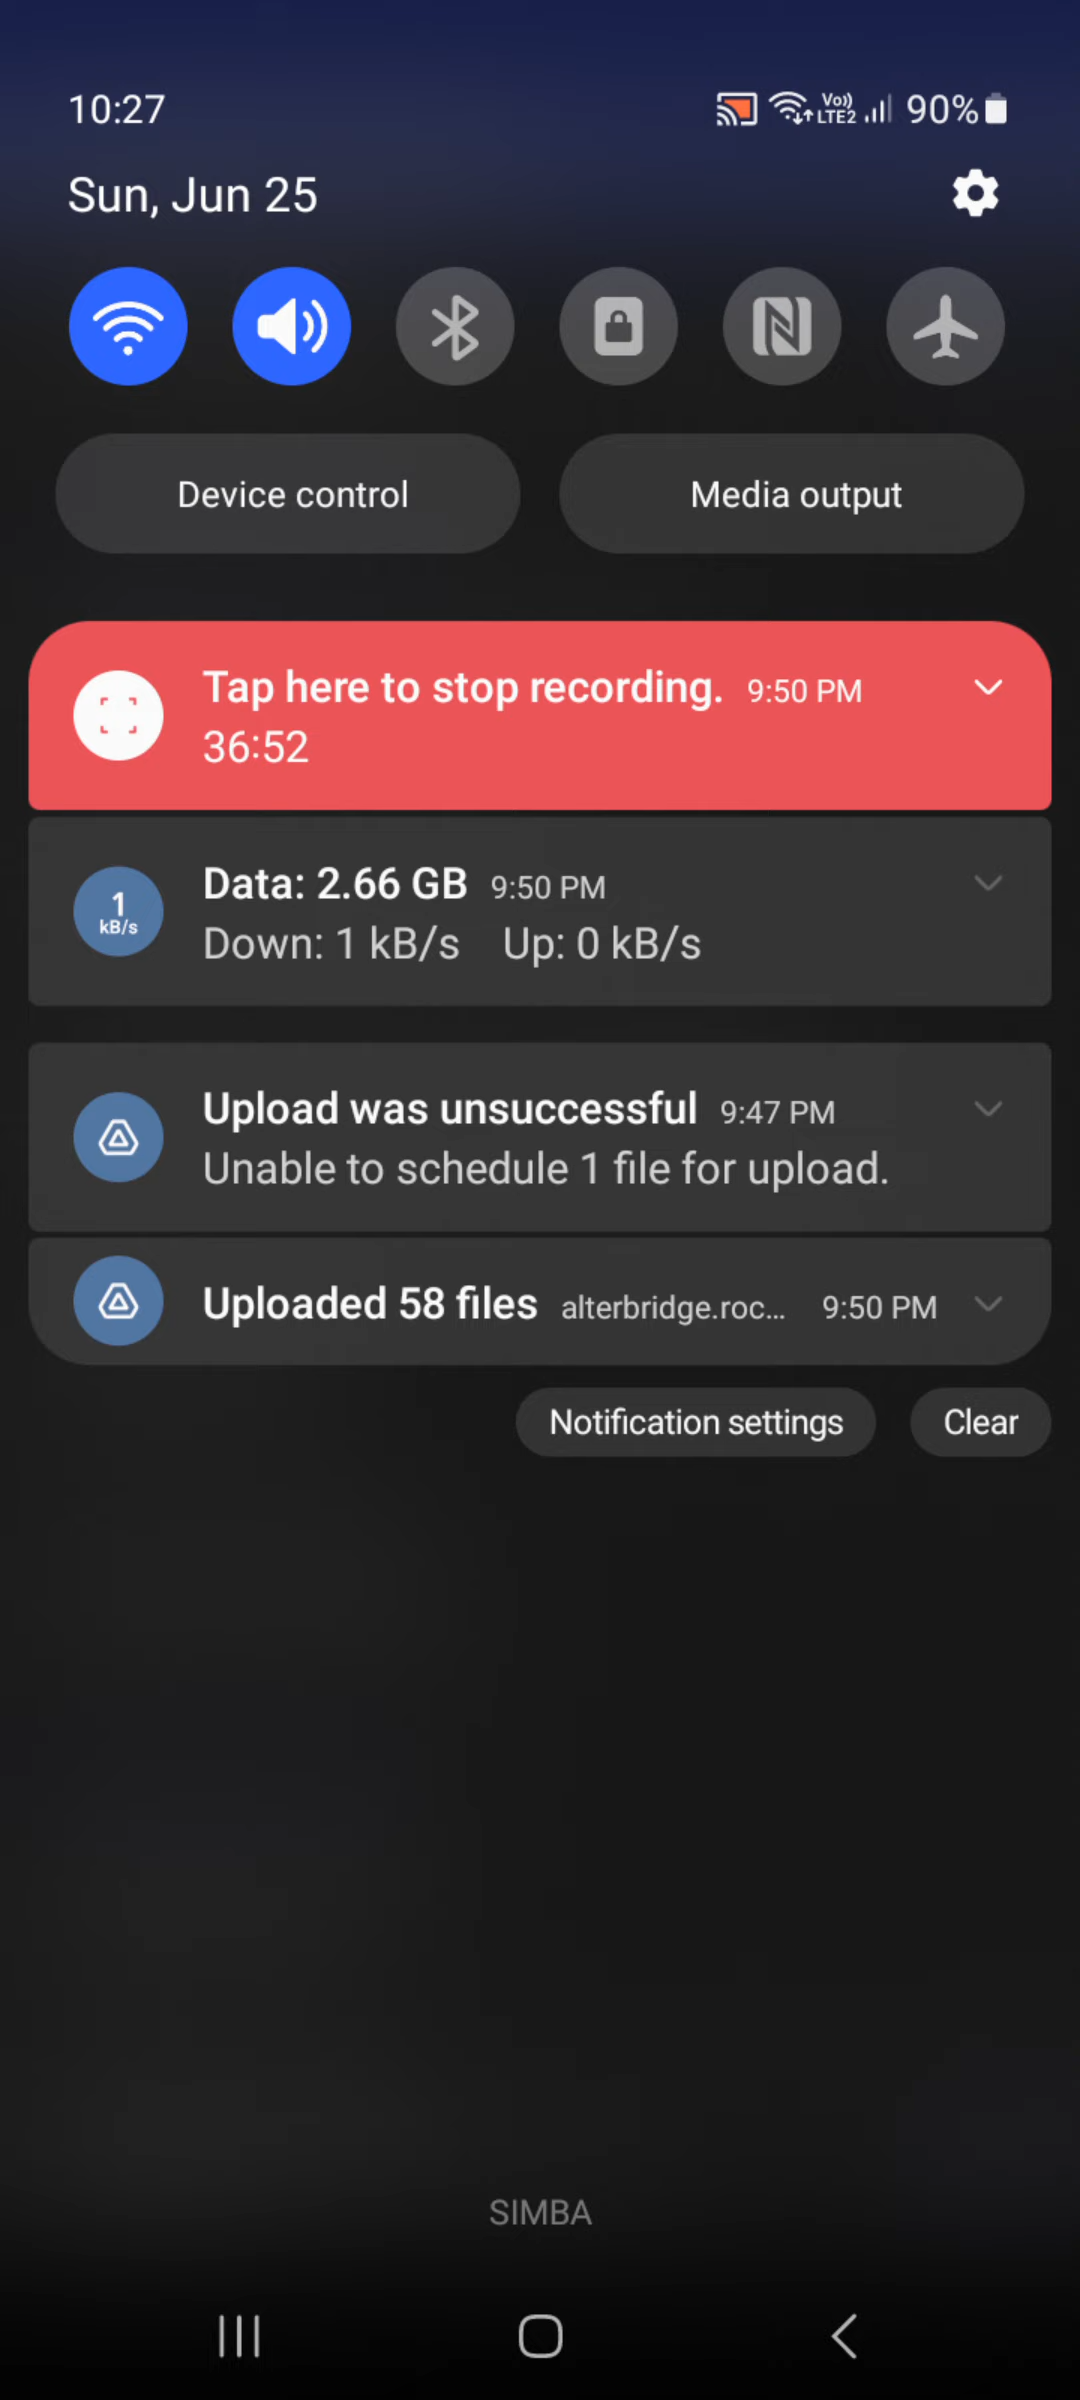 10:27
Vo)) LTE2 90%
Sun, Jun 25
Device control
Media output
Tap here to stop recording. 9:50 PM
36:52
1 kB/s
Data: 2.66 GB 9:50 PM
Down: 1 kB/s Up: 0 kB/s
Upload was unsuccessful 9:47 PM
Unable to schedule 1 file for upload.
Uploaded 58 files alterbridge.roc... 9:50 PM
Notification settings
Clear
SIMBA